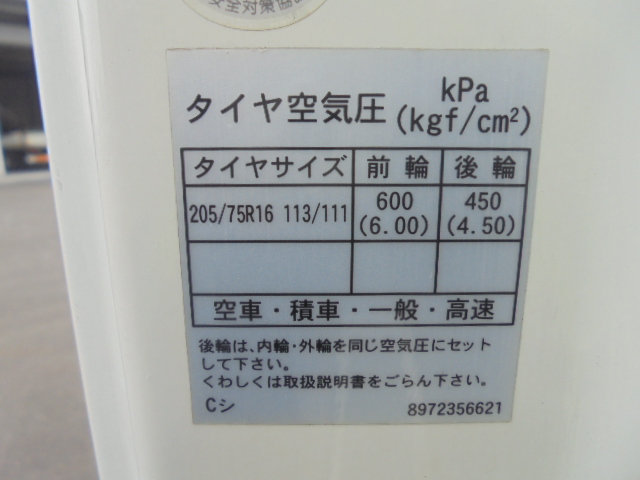 安全対策
タイヤ空気圧 kPa (kgf/cm²)
タイヤサイズ 前輪 後輪
205/75R16 113/111 600 (6.00) 450 (4.50)
空車・積車・一般・高速
後輪は、内輪・外輪を同じ空気圧にセット
して下さい。
くわしくは取扱説明書をごらん下さい。
Cシ 8972356621